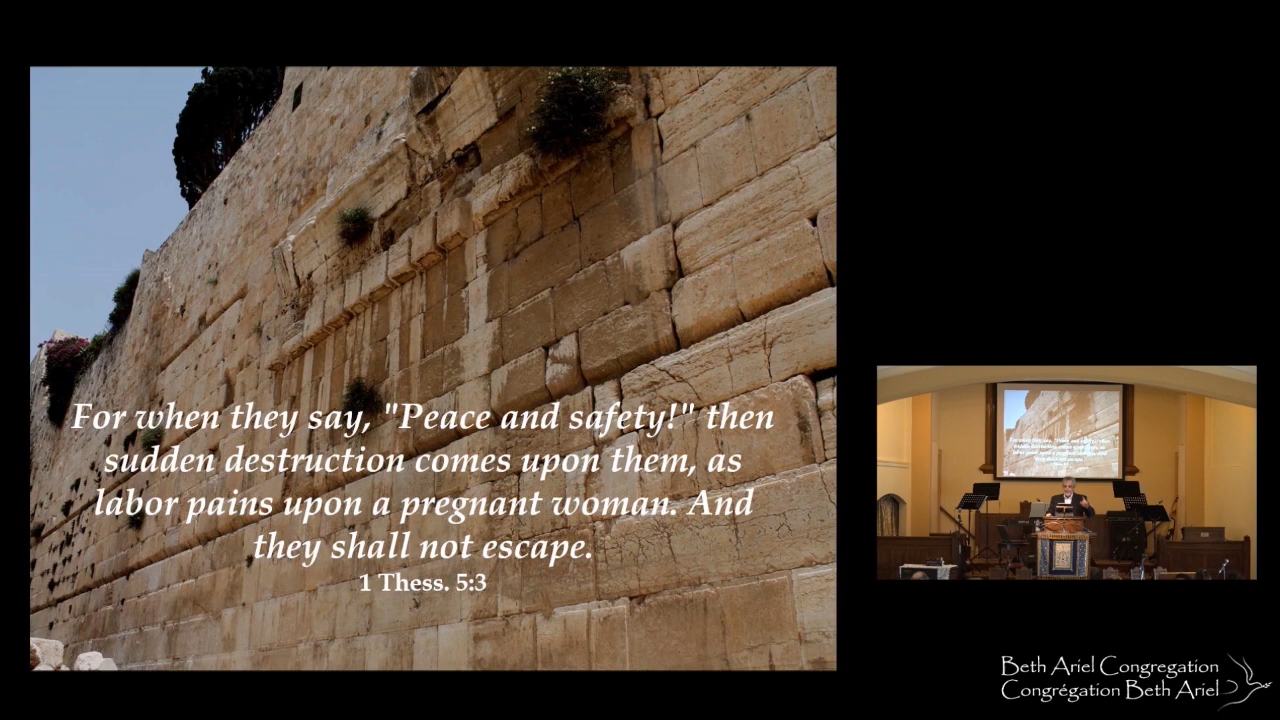 For when they say, "Peace and safety!" then
sudden destruction comes upon them, as
labor pains upon a pregnant woman. And
they shall not escape.
1 Thess. 5:3
Beth Ariel Congregation
Congrégation Beth Ariel